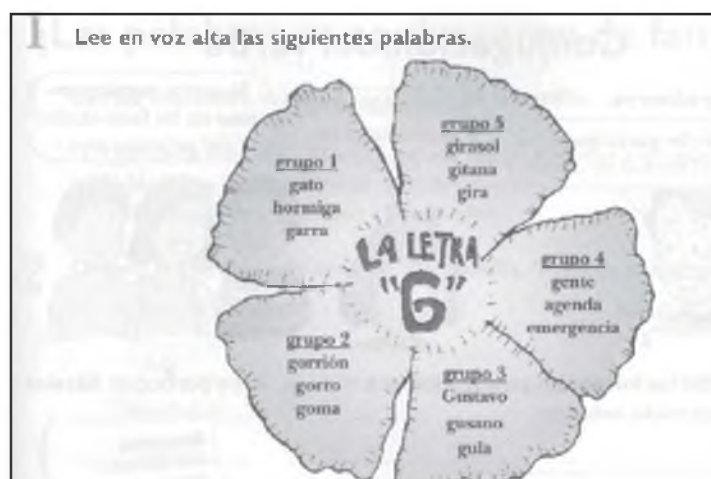 1 Lee en voz alta las siguientes palabras.
grupo 1
gato
hormiga
garra
grupo 5
girasol
gitana
gira
LA LETRA
"G"
grupo 4
gente
agenda
emergencia
grupo 2
gorrión
gorro
goma
grupo 3
Gustavo
gusano
gula